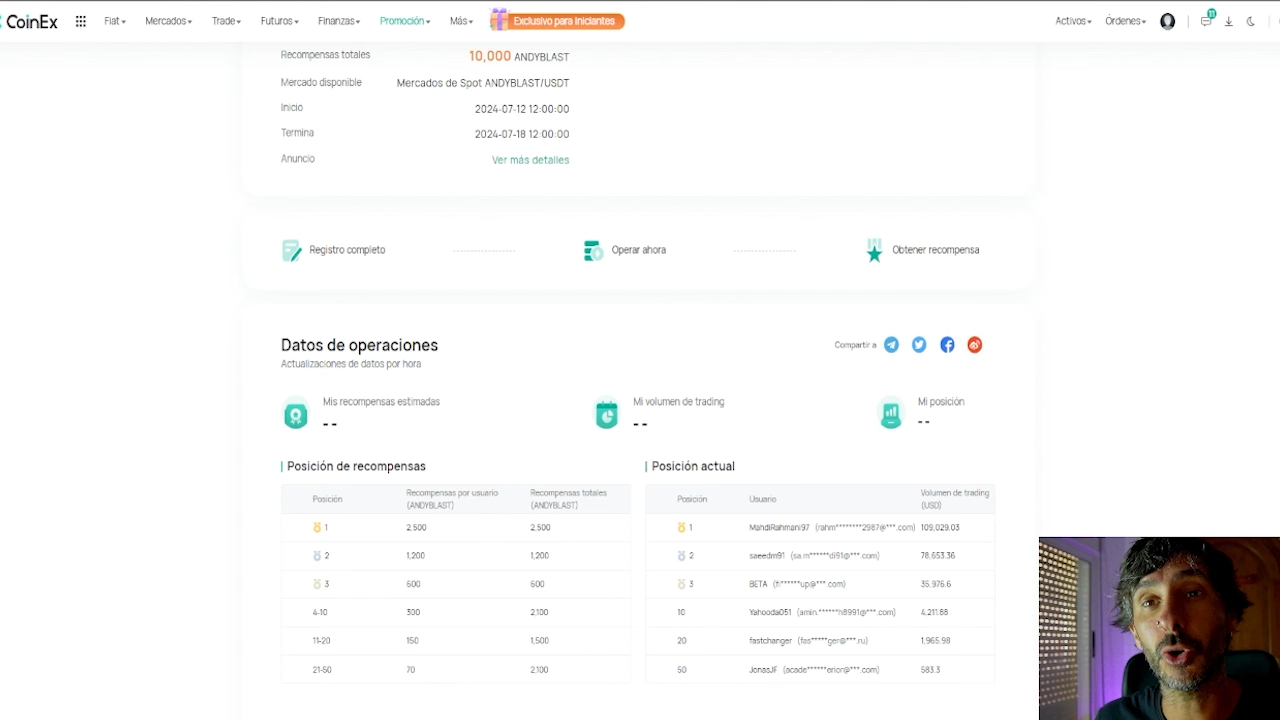 CoinEx Fiat Mercados Trade Futuros Finanzas Promoción Más Exclusivo para Iniciantes Activos Órdenes 11
Recompensas totales 10,000 ANDYBLAST
Mercado disponible Mercados de Spot ANDYBLAST/USDT
Inicio 2024-07-12 12:00:00
Termina 2024-07-18 12:00:00
Anuncio Ver más detalles
Registro completo Operar ahora Obtener recompensa
Datos de operaciones Compartir a
Actualizaciones de datos por hora
Mis recompensas estimadas Mi volumen de trading Mi posición
-- -- --
Posición de recompensas Posición actual
Posición Recompensas por usuario (ANDYBLAST) Recompensas totales (ANDYBLAST) Posición Usuario Volumen de trading (USD)
1 2,500 2,500 1 MahdiRahmani97 (rahm********2987@***.com) 109,029.03
2 1,200 1,200 2 saeedm91 (sa.m******di91@***.com) 78,653.36
3 600 600 3 BETA (fi******up@***.com) 35,976.6
4-10 300 2,100 10 Yahooda051 (amin.******h8991@***.com) 4,211.88
11-20 150 1,500 20 fastchanger (fas*****ger@***.ru) 1,965.98
21-50 70 2,100 50 JonasJF (acade******erior@***.com) 583.3